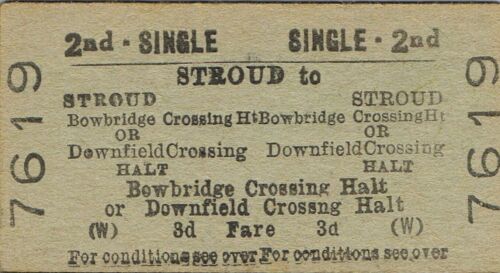 2nd - SINGLE SINGLE - 2nd
STROUD to
STROUD STROUD
Bowbridge Crossing Ht Bowbridge Crossing Ht
OR OR
Downfield Crossing Downfield Crossing
HALT HALT
Bowbridge Crossing Halt
or Downfield Crossng Halt
(W) 3d Fare 3d (W)
For conditions see over For conditions see over
7619
7619